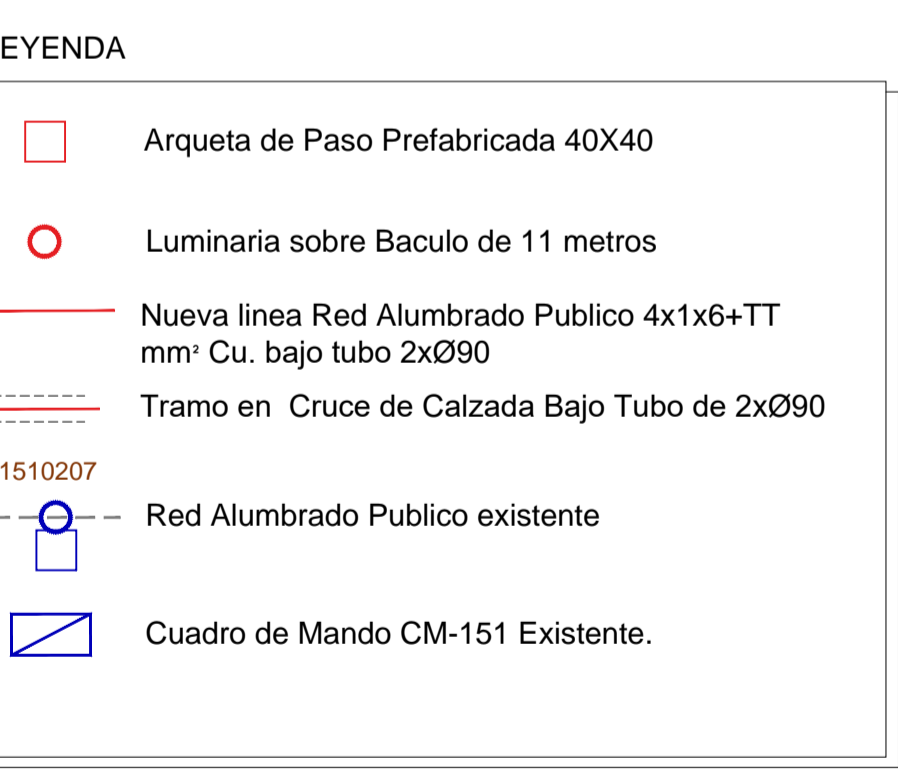 EYENDA
Arqueta de Paso Prefabricada 40X40
Luminaria sobre Baculo de 11 metros
Nueva linea Red Alumbrado Publico 4x1x6+TT
mm² Cu. bajo tubo 2xØ90
Tramo en Cruce de Calzada Bajo Tubo de 2xØ90
1510207
Red Alumbrado Publico existente
Cuadro de Mando CM-151 Existente.